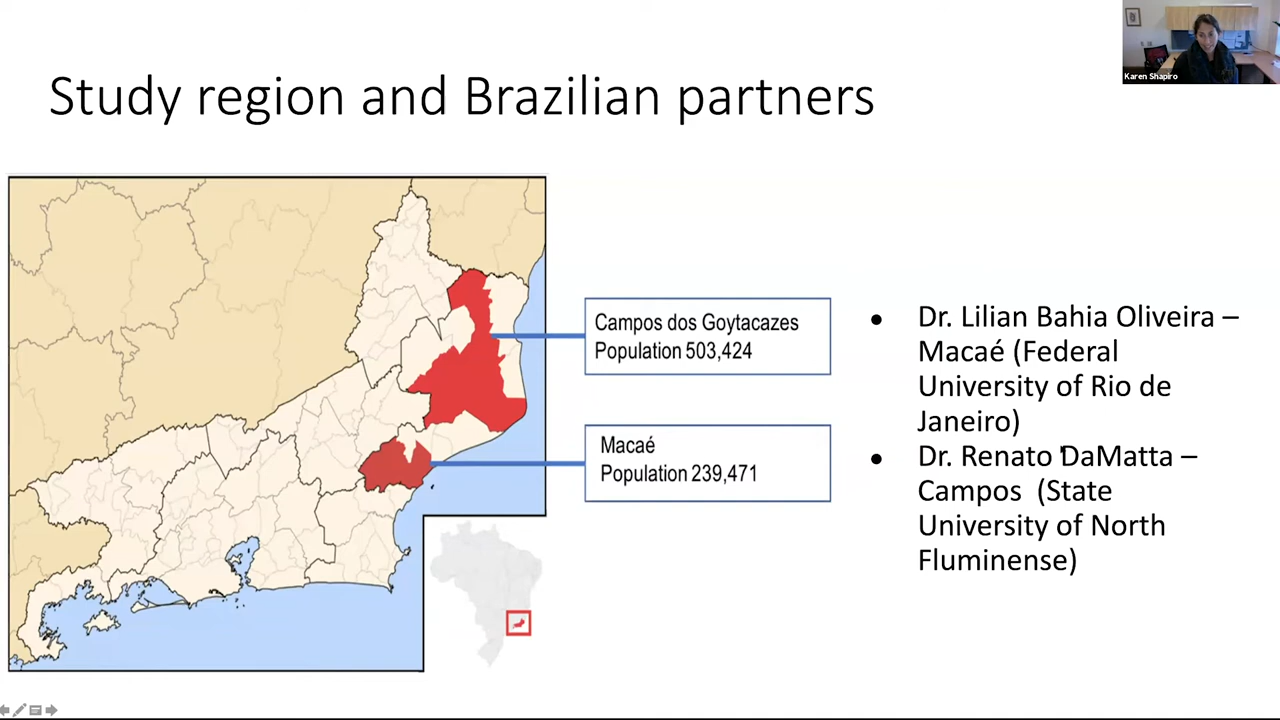 Karen Shapiro
Study region and Brazilian partners
Campos dos Goytacazes
Population 503,424
Macaé
Population 239,471
● Dr. Lilian Bahia Oliveira –
Macaé (Federal
University of Rio de
Janeiro)
● Dr. Renato DaMatta –
Campos (State
University of North
Fluminense)